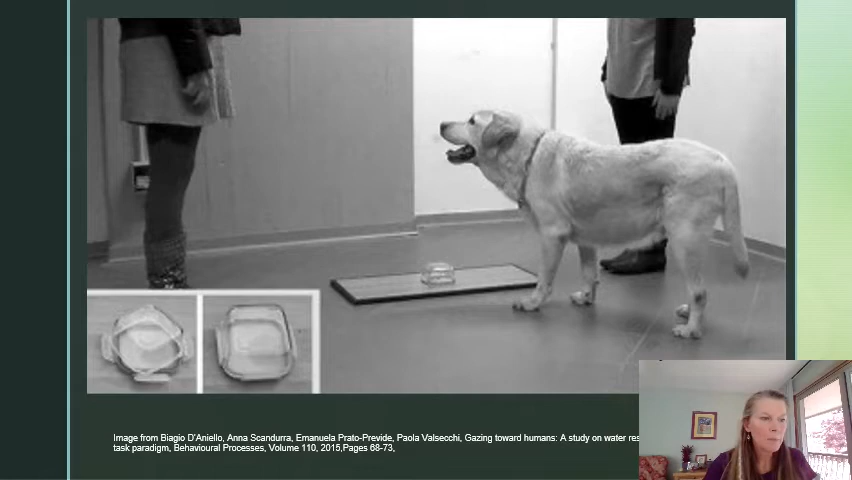 Image from Biagio D'Aniello, Anna Scandurra, Emanuela Prato-Previde, Paola Valsecchi, Gazing toward humans: A study on water
task paradigm, Behavioural Processes, Volume 110, 2015,Pages 68-73,